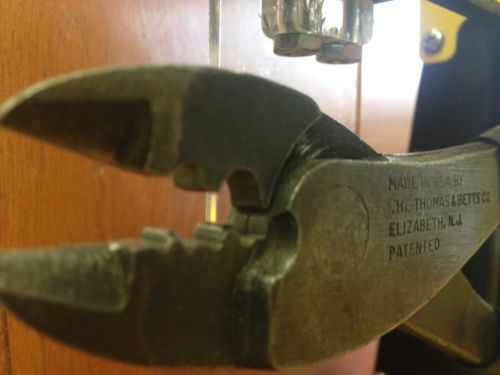 MADE IN USA BY
THE THOMAS & BETTS CO.
ELIZABETH, N.J.
PATENTED